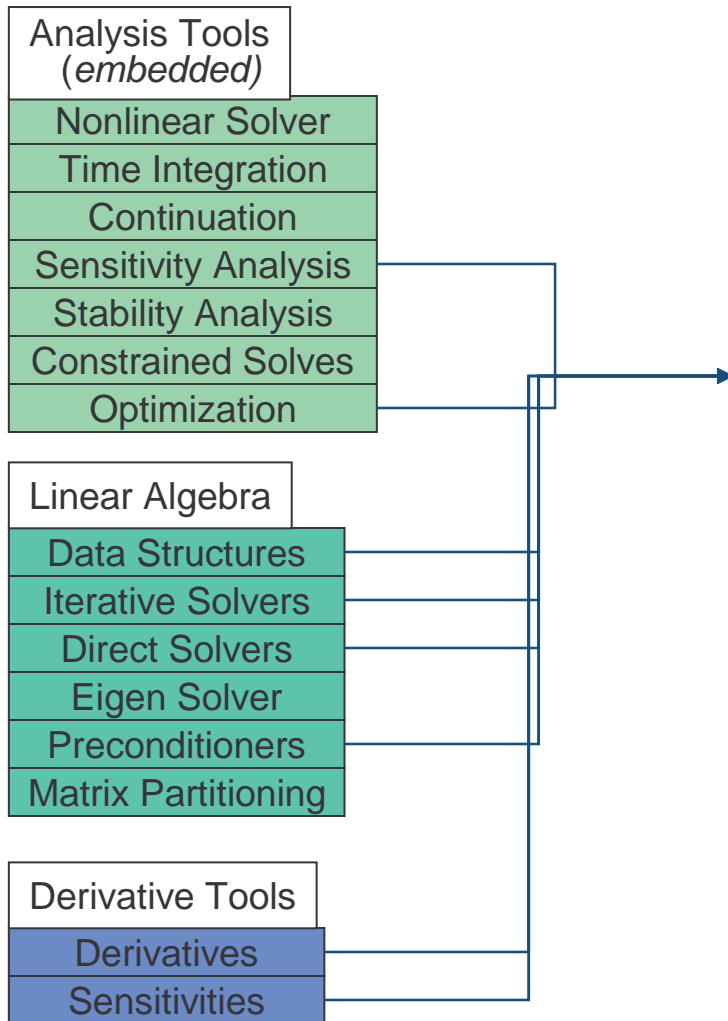 Analysis Tools
(embedded)
Nonlinear Solver
Time Integration
Continuation
Sensitivity Analysis
Stability Analysis
Constrained Solves
Optimization
Linear Algebra
Data Structures
Iterative Solvers
Direct Solvers
Eigen Solver
Preconditioners
Matrix Partitioning
Derivative Tools
Derivatives
Sensitivities